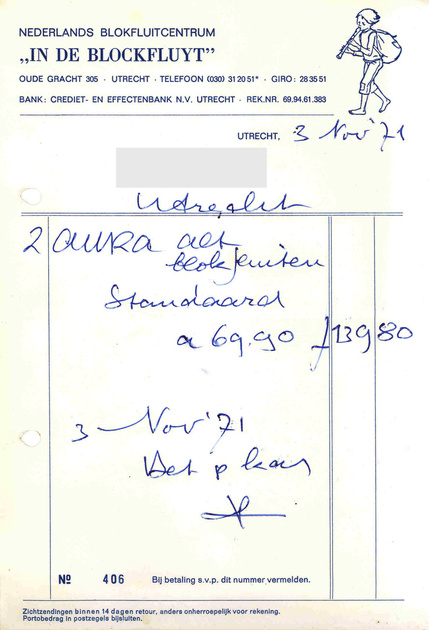 NEDERLANDS BLOKFLUITCENTRUM
„IN DE BLOCKFLUYT”
OUDE GRACHT 305 · UTRECHT · TELEFOON (030) 31 20 51* · GIRO: 28 35 51
BANK: CREDIET- EN EFFECTENBANK N.V. UTRECHT · REK.NR. 69.94.61.383
UTRECHT, 3 Nov '71
Utrecht
2 AURA alt
blokfluiten
Standaard
a 69.90 f 139 80
3 Nov '71
Bet p kas
No 406 Bij betaling s.v.p. dit nummer vermelden.
Zichtzendingen binnen 14 dagen retour, anders onherroepelijk voor rekening.
Portobedrag in postzegels bijsluiten.